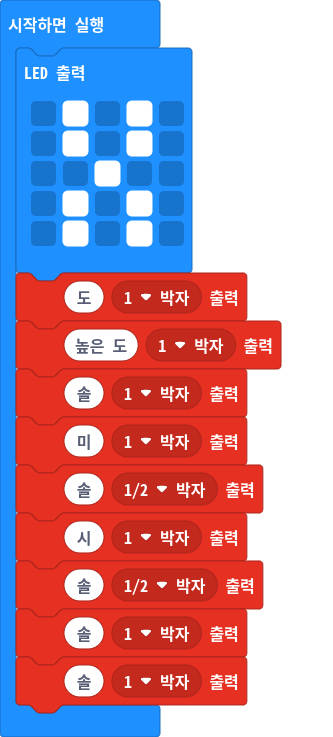 시작하면 실행
LED 출력
도 1 박자 출력
높은 도 1 박자 출력
솔 1 박자 출력
미 1 박자 출력
솔 1/2 박자 출력
시 1 박자 출력
솔 1/2 박자 출력
솔 1 박자 출력
솔 1 박자 출력